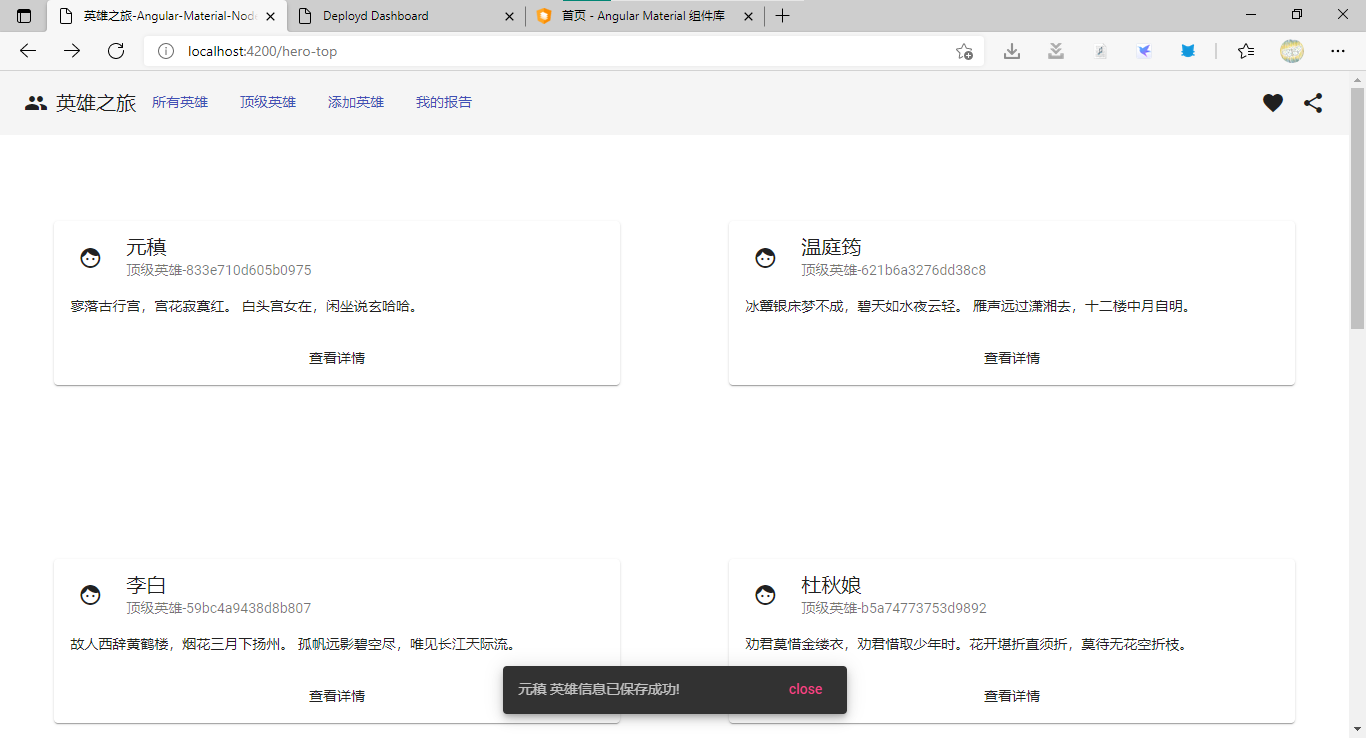 英雄之旅-Angular-Material-Node
Deployd Dashboard
首页 - Angular Material 组件库
localhost:4200/hero-top
英雄之旅 所有英雄 顶级英雄 添加英雄 我的报告
元稹
顶级英雄-833e710d605b0975
寥落古行宫，宫花寂寞红。 白头宫女在，闲坐说玄哈哈。
查看详情
温庭筠
顶级英雄-621b6a3276dd38c8
冰簟银床梦不成，碧天如水夜云轻。 雁声远过潇湘去，十二楼中月自明。
查看详情
李白
顶级英雄-59bc4a9438d8b807
故人西辞黄鹤楼，烟花三月下扬州。 孤帆远影碧空尽，唯见长江天际流。
查看详情
杜秋娘
顶级英雄-b5a74773753d9892
劝君莫惜金缕衣，劝君惜取少年时。花开堪折直须折，莫待无花空折枝。
查看详情
元稹 英雄信息已保存成功! close